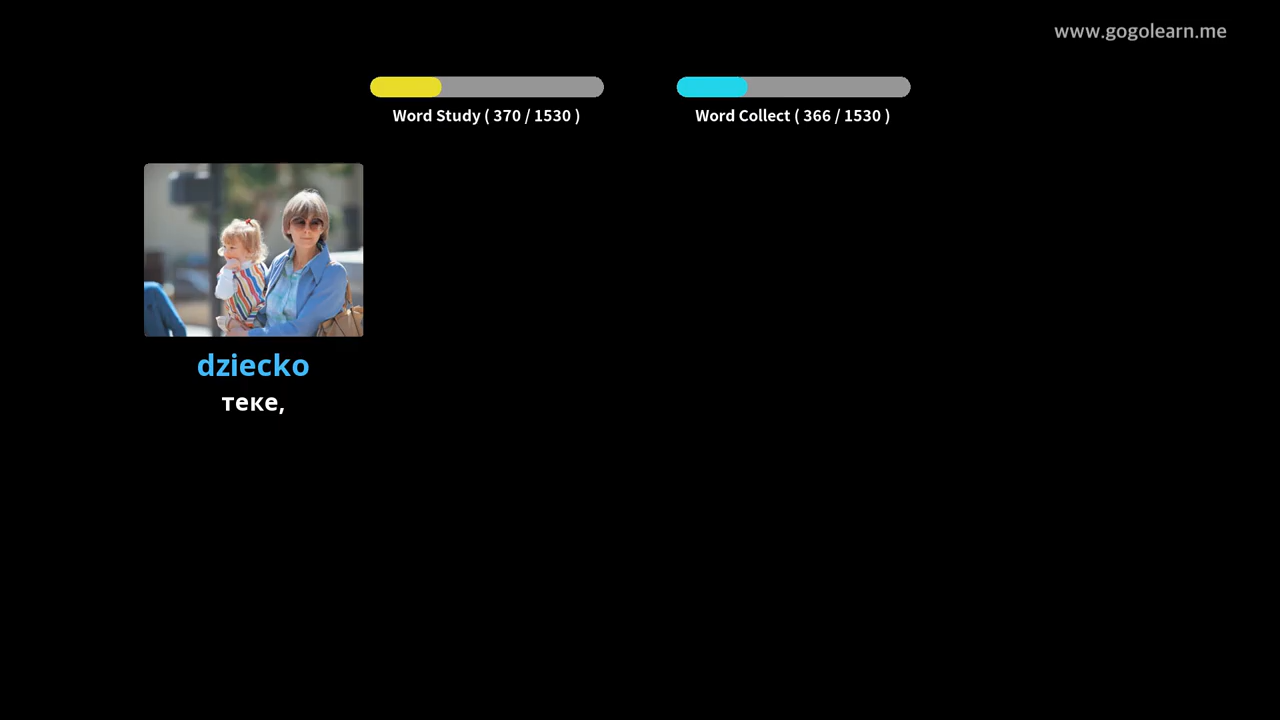 www.gogolearn.me
Word Study ( 370 / 1530 )
Word Collect ( 366 / 1530 )
dziecko
теке,